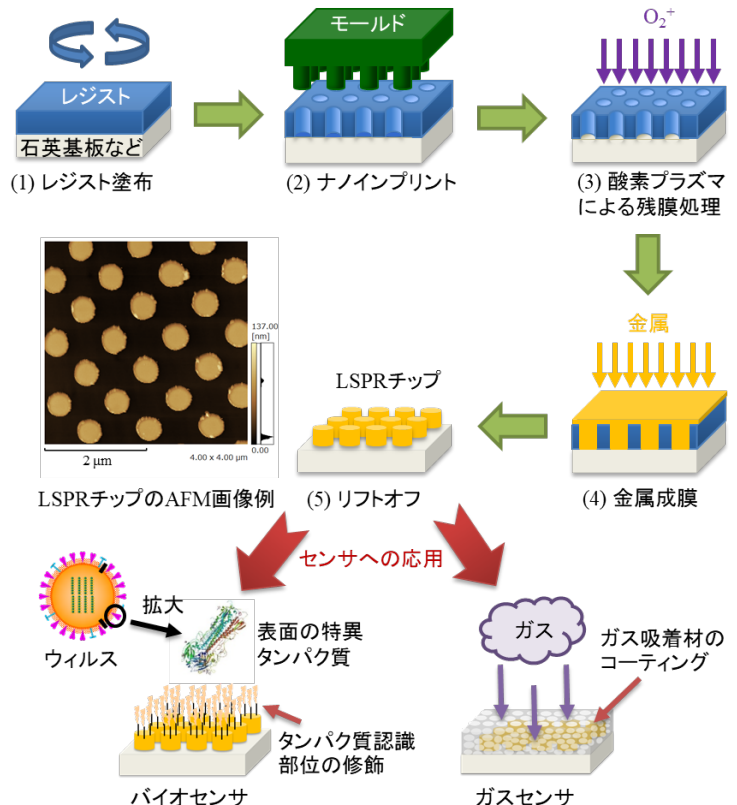 レジスト
石英基板など
(1) レジスト塗布
モールド
(2) ナノインプリント
O₂⁺
(3) 酸素プラズマ
による残膜処理
金属
(4) 金属成膜
LSPRチップ
(5) リフトオフ
137.00
[nm]
0.00
2 μm
4.00 x 4.00 μm
LSPRチップのAFM画像例
センサへの応用
ウィルス
拡大
表面の特異
タンパク質
タンパク質認識
部位の修飾
バイオセンサ
ガス
ガス吸着材の
コーティング
ガスセンサ